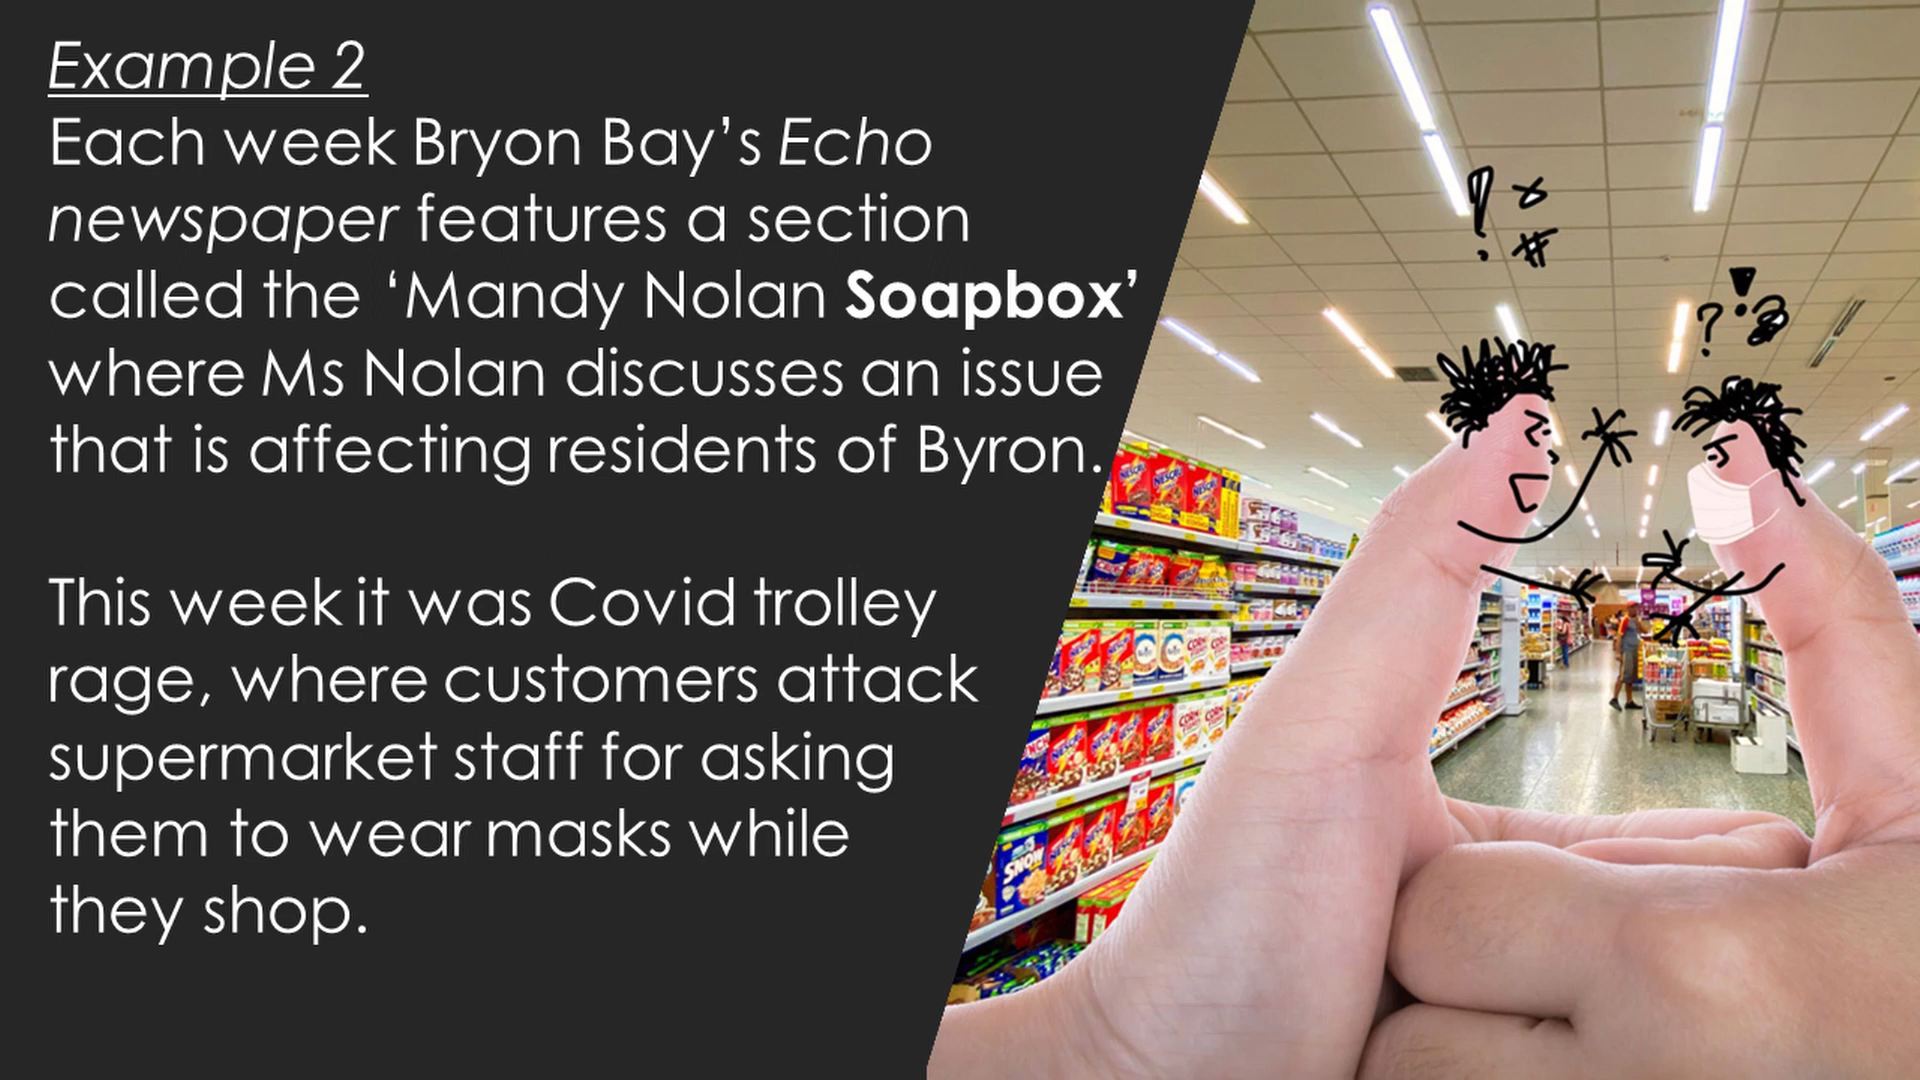 Example 2
Each week Bryon Bay’s Echo
newspaper features a section
called the ‘Mandy Nolan Soapbox’
where Ms Nolan discusses an issue
that is affecting residents of Byron.
This week it was Covid trolley
rage, where customers attack
supermarket staff for asking
them to wear masks while
they shop.
! x
#
?
SNOW